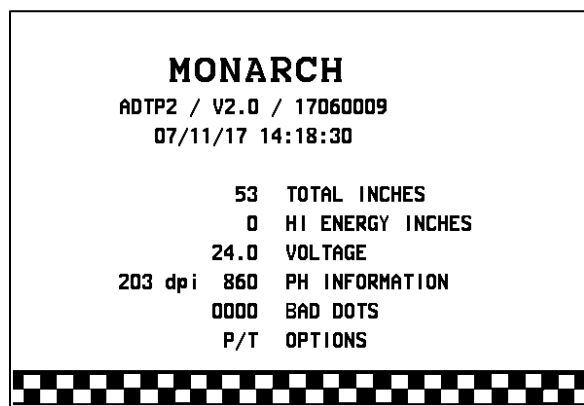 MONARCH
ADTP2 / V2.0 / 17060009
07/11/17 14:18:30
53 TOTAL INCHES
0 HI ENERGY INCHES
24.0 VOLTAGE
203 dpi 860 PH INFORMATION
0000 BAD DOTS
P/T OPTIONS